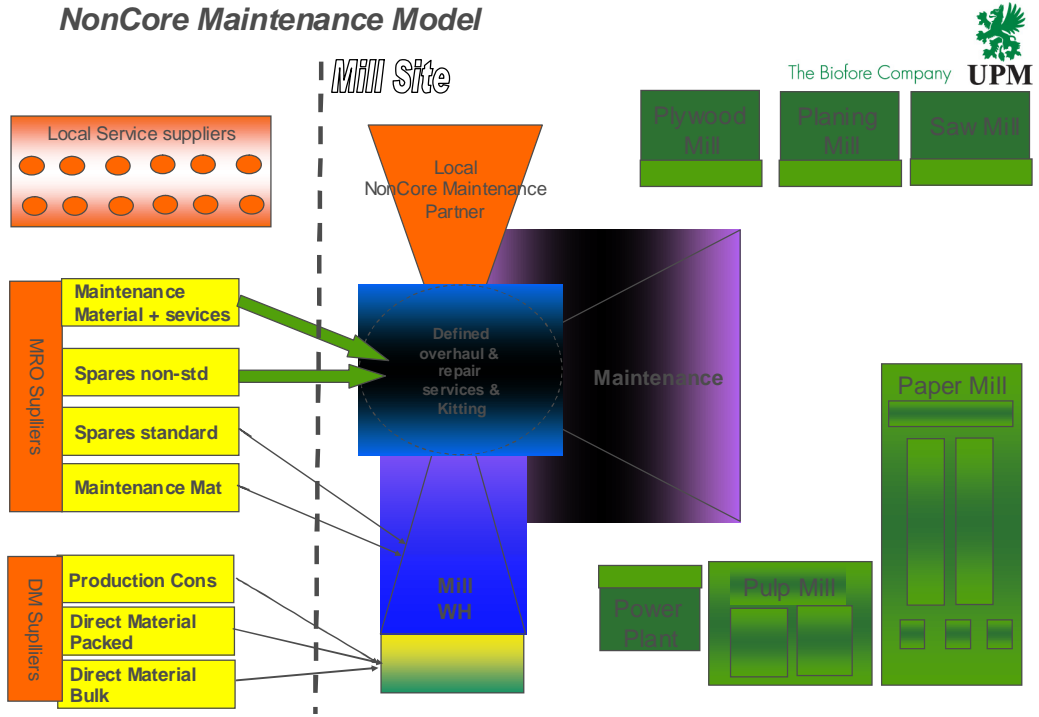 NonCore Maintenance Model
Mill Site
The Biofore Company
UPM
Local Service suppliers
Local
NonCore Maintenance
Partner
Plywood
Mill
Planing
Mill
Saw Mill
MRO Suplliers
Maintenance
Material + sevices
Spares non-std
Spares standard
Maintenance Mat
Defined
overhaul &
repair
services &
Kitting
Maintenance
Paper Mill
DM Suplliers
Production Cons
Direct Material
Packed
Direct Material
Bulk
Mill
WH
Power
Plant
Pulp Mill